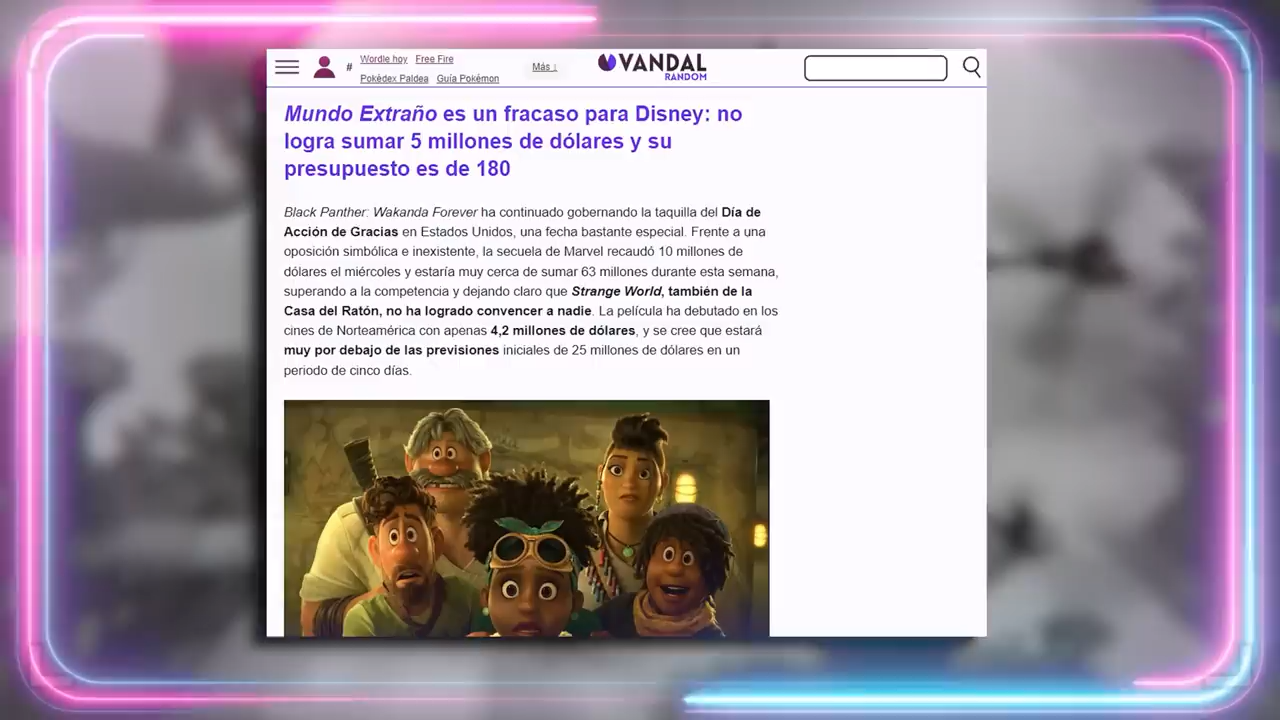 # Wordle hoy Free Fire
Pokédex Paldea Guía Pokémon
Más ↓
VANDAL
RANDOM
Mundo Extraño es un fracaso para Disney: no
logra sumar 5 millones de dólares y su
presupuesto es de 180
Black Panther: Wakanda Forever ha continuado gobernando la taquilla del Día de
Acción de Gracias en Estados Unidos, una fecha bastante especial. Frente a una
oposición simbólica e inexistente, la secuela de Marvel recaudó 10 millones de
dólares el miércoles y estaría muy cerca de sumar 63 millones durante esta semana,
superando a la competencia y dejando claro que Strange World, también de la
Casa del Ratón, no ha logrado convencer a nadie. La película ha debutado en los
cines de Norteamérica con apenas 4,2 millones de dólares, y se cree que estará
muy por debajo de las previsiones iniciales de 25 millones de dólares en un
periodo de cinco días.